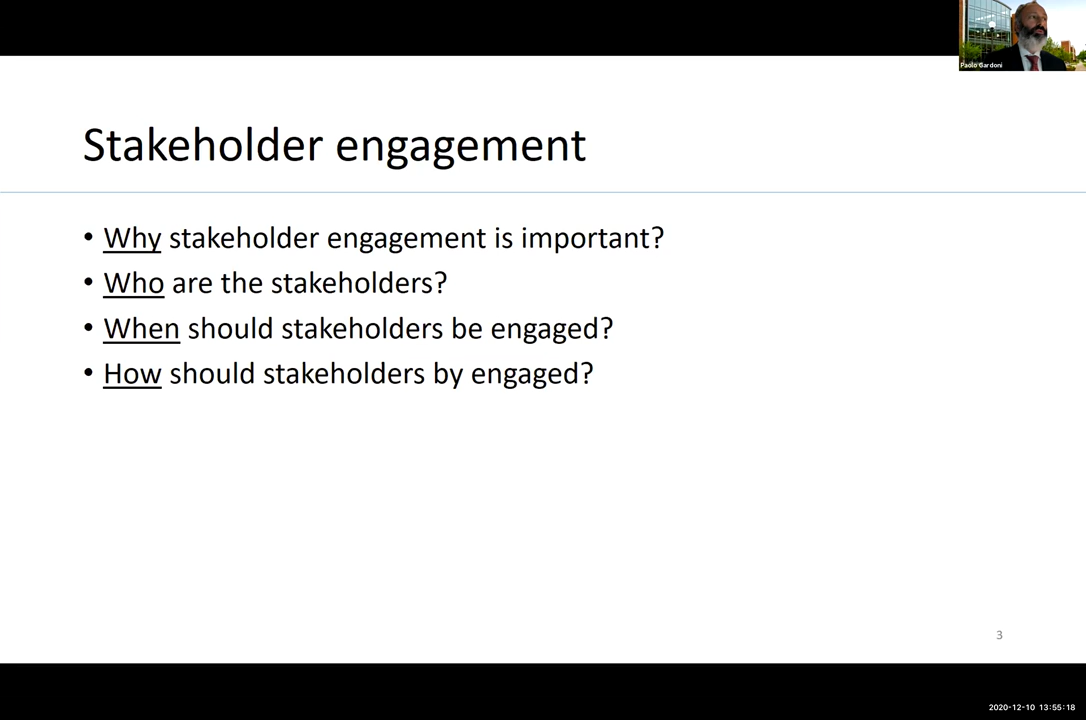 Paolo Gardoni
Stakeholder engagement
• Why stakeholder engagement is important?
• Who are the stakeholders?
• When should stakeholders be engaged?
• How should stakeholders by engaged?
3
2020-12-10 13:55:18